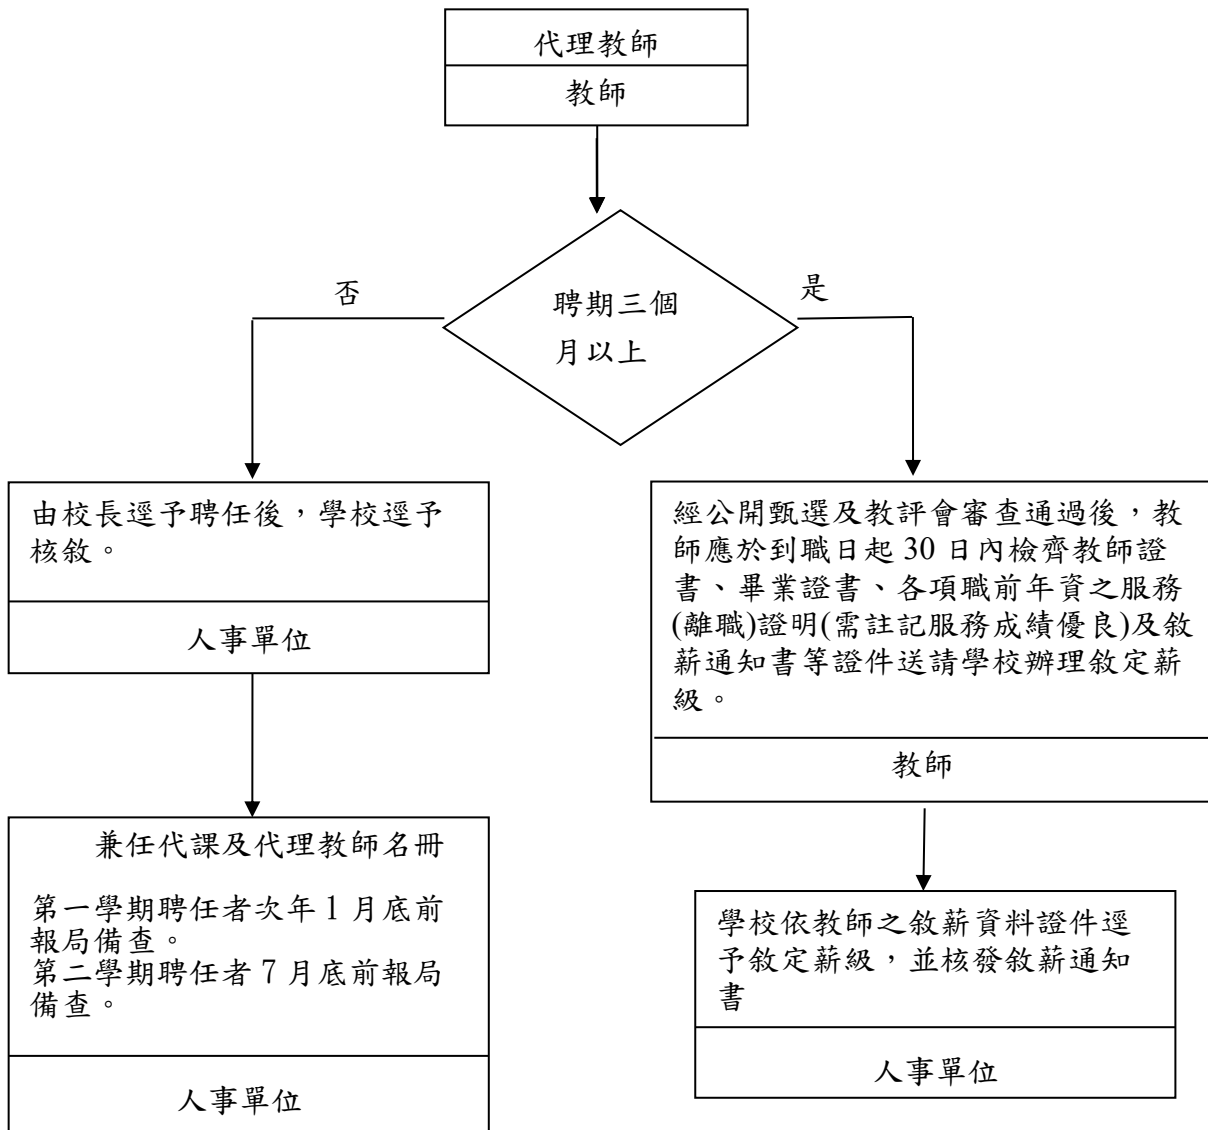 代理教師
教師
聘期三個
月以上
否
是
由校長逕予聘任後，學校逕予
核敘。
人事單位
兼任代課及代理教師名冊
第一學期聘任者次年 1 月底前
報局備查。
第二學期聘任者 7 月底前報局
備查。
人事單位
經公開甄選及教評會審查通過後，教
師應於到職日起 30 日內檢齊教師證
書、畢業證書、各項職前年資之服務
(離職)證明(需註記服務成績優良)及敘
薪通知書等證件送請學校辦理敘定薪
級。
教師
學校依教師之敘薪資料證件逕
予敘定薪級，並核發敘薪通知
書
人事單位